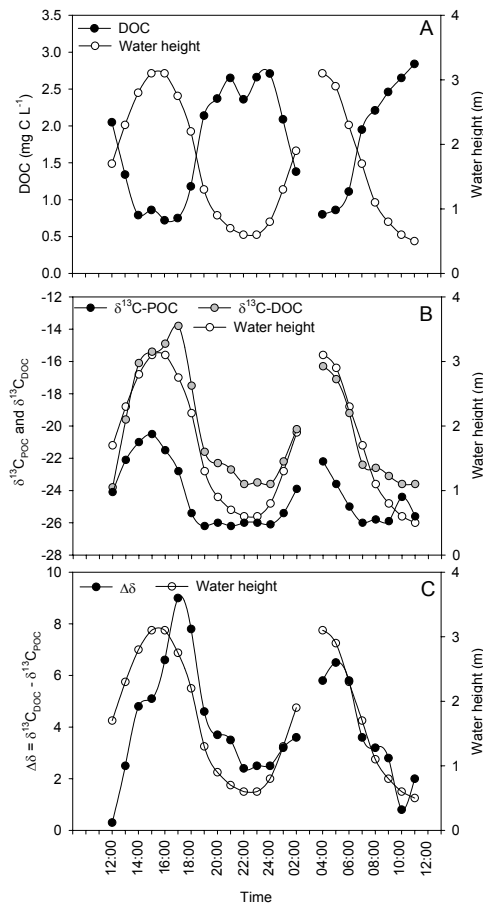 A
DOC
Water height
DOC (mg C L⁻¹)
3.5
3.0
2.5
2.0
1.5
1.0
0.5
0.0
4
3
2
1
0
Water height (m)
B
δ¹³C-POC δ¹³C-DOC
Water height
δ¹³C_POC and δ¹³C_DOC
-12
-14
-16
-18
-20
-22
-24
-26
-28
4
3
2
1
0
Water height (m)
C
Δδ Water height
Δδ = δ¹³C_DOC - δ¹³C_POC
10
8
6
4
2
0
4
3
2
1
0
Water height (m)
12:00 14:00 16:00 18:00 20:00 22:00 00:00 02:00 04:00 06:00 08:00 10:00 12:00
Time